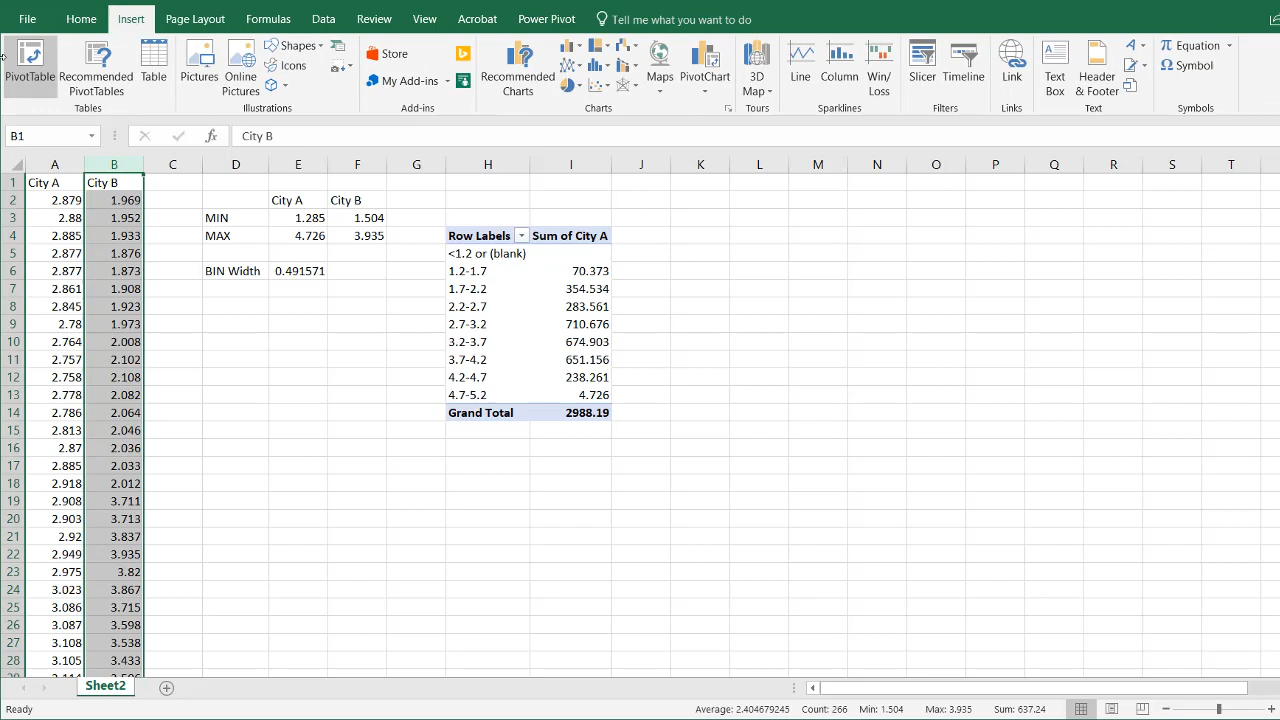 File Home Insert Page Layout Formulas Data Review View Acrobat Power Pivot Tell me what you want to do
PivotTable Recommended PivotTables Table Pictures Online Pictures Shapes Icons Store My Add-ins Recommended Charts Maps PivotChart 3D Map Line Column Win/Loss Slicer Timeline Link Text Box Header & Footer Equation Symbol
Tables Illustrations Add-ins Charts Tours Sparklines Filters Links Text Symbols
B1 fx City B
A B C D E F G H I J K L M N O P Q R S T
1 City A City B
2 2.879 1.969 City A City B
3 2.88 1.952 MIN 1.285 1.504
4 2.885 1.933 MAX 4.726 3.935 Row Labels Sum of City A
5 2.877 1.876 <1.2 or (blank)
6 2.877 1.873 BIN Width 0.491571 1.2-1.7 70.373
7 2.861 1.908 1.7-2.2 354.534
8 2.845 1.923 2.2-2.7 283.561
9 2.78 1.973 2.7-3.2 710.676
10 2.764 2.008 3.2-3.7 674.903
11 2.757 2.102 3.7-4.2 651.156
12 2.758 2.108 4.2-4.7 238.261
13 2.778 2.082 4.7-5.2 4.726
14 2.786 2.064 Grand Total 2988.19
15 2.813 2.046
16 2.87 2.036
17 2.885 2.033
18 2.918 2.012
19 2.908 3.711
20 2.903 3.713
21 2.92 3.837
22 2.949 3.935
23 2.975 3.82
24 3.023 3.867
25 3.086 3.715
26 3.087 3.598
27 3.108 3.538
28 3.105 3.433
Sheet2
Ready Average: 2.404679245 Count: 266 Min: 1.504 Max: 3.935 Sum: 637.24